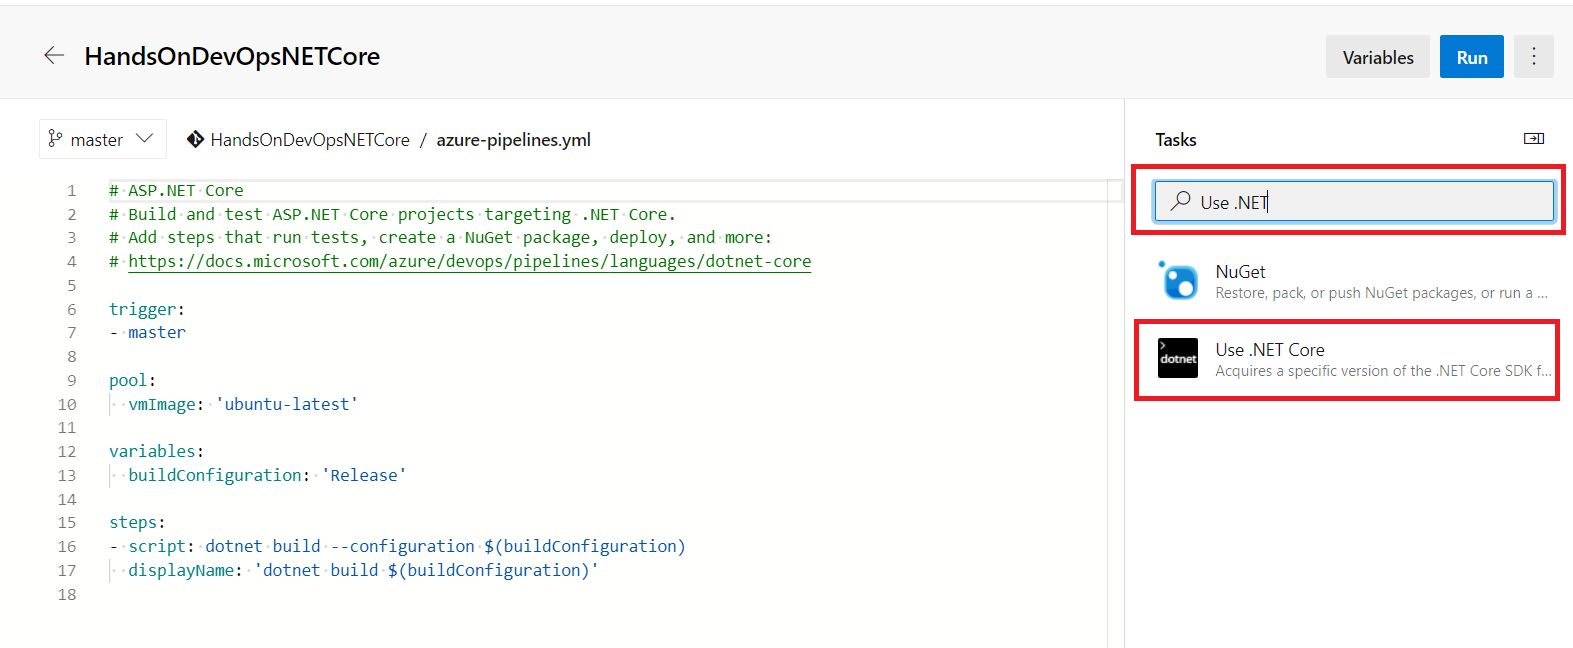 HandsOnDevOpsNETCore
Variables
Run
master
HandsOnDevOpsNETCore / azure-pipelines.yml
1 # ASP.NET Core
2 # Build and test ASP.NET Core projects targeting .NET Core.
3 # Add steps that run tests, create a NuGet package, deploy, and more:
4 # https://docs.microsoft.com/azure/devops/pipelines/languages/dotnet-core
5
6 trigger:
7 - master
8
9 pool:
10   vmImage: 'ubuntu-latest'
11
12 variables:
13   buildConfiguration: 'Release'
14
15 steps:
16 - script: dotnet build --configuration $(buildConfiguration)
17   displayName: 'dotnet build $(buildConfiguration)'
18
Tasks
Use .NET
NuGet
Restore, pack, or push NuGet packages, or run a ...
>
dotnet
Use .NET Core
Acquires a specific version of the .NET Core SDK f...